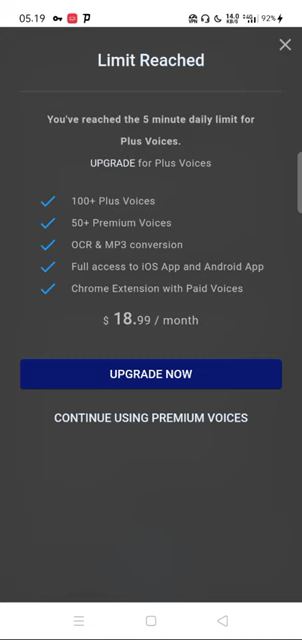 05.19
14.0
KB/S
4G
92%
Limit Reached
You've reached the 5 minute daily limit for
Plus Voices.
UPGRADE for Plus Voices
100+ Plus Voices
50+ Premium Voices
OCR & MP3 conversion
Full access to iOS App and Android App
Chrome Extension with Paid Voices
$ 18.99 / month
UPGRADE NOW
CONTINUE USING PREMIUM VOICES